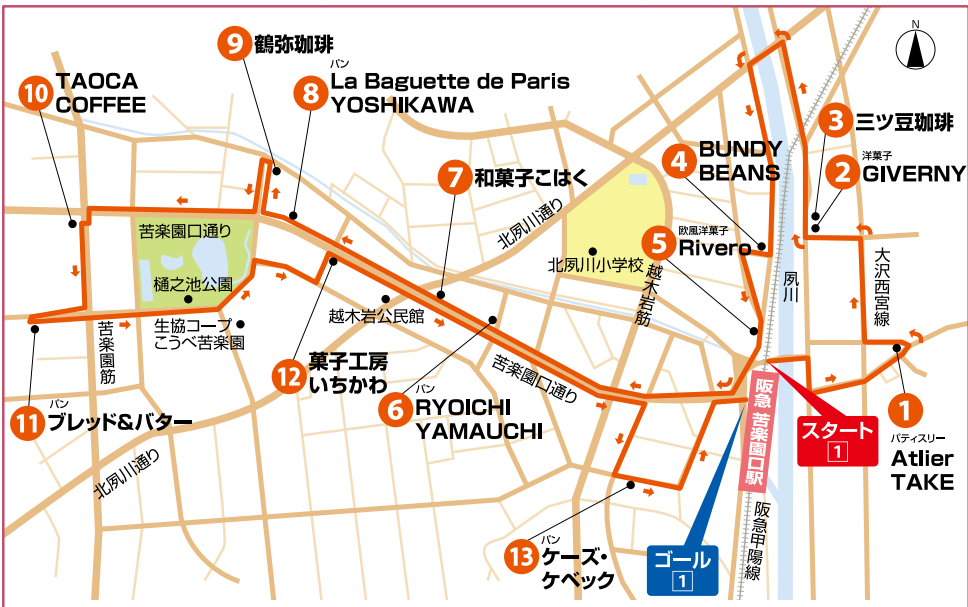 N
9 鶴弥珈琲
パン
8 La Baguette de Paris
YOSHIKAWA
10 TAOCA
COFFEE
3 三ツ豆珈琲
洋菓子
2 GIVERNY
4 BUNDY
BEANS
7 和菓子こはく
北夙川通り
欧風洋菓子
5 Rivero
苦楽園口通り
北夙川小学校
越木岩筋
夙川
大沢西宮線
樋之池公園
越木岩公民館
生協コープ
こうべ苦楽園
苦楽園筋
12 菓子工房
いちかわ
苦楽園口通り
パン
6 RYOICHI
YAMAUCHI
パン
11 ブレッド&バター
北夙川通り
阪急 苦楽園口駅
スタート
1
1
パティスリー
Atlier
TAKE
阪急甲陽線
パン
13 ケーズ・
ケベック
ゴール
1